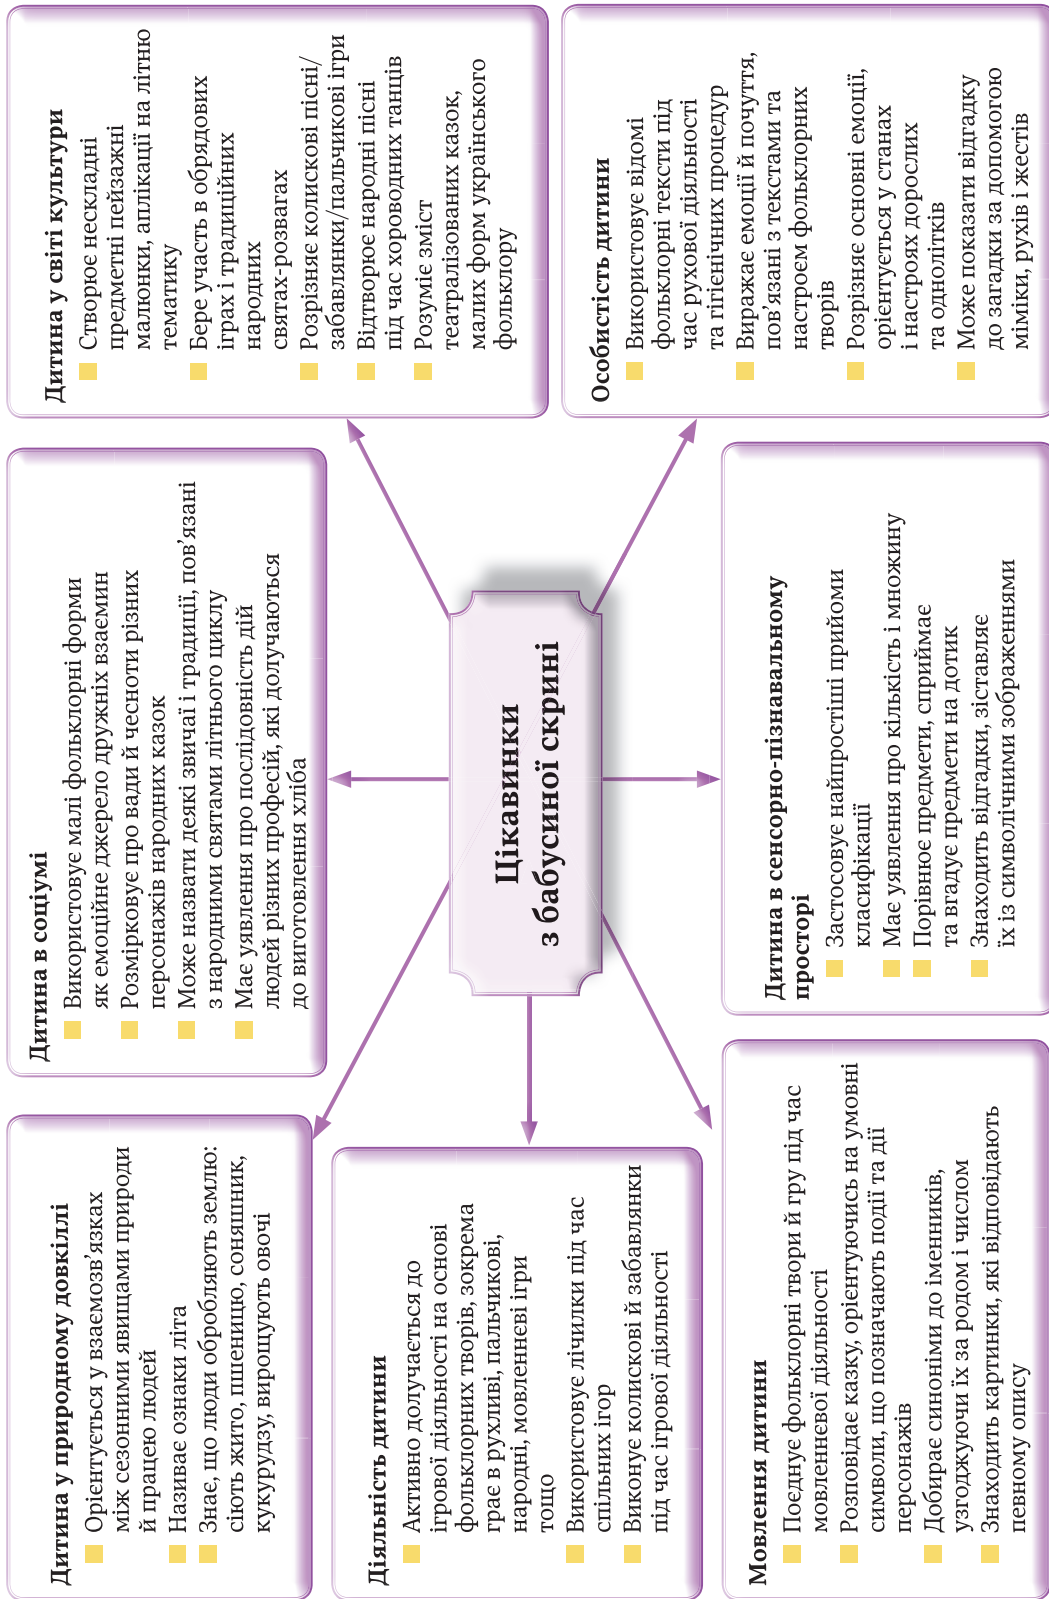 Дитина у природному довкіллі
Орієнтується у взаємозв’язках
між сезонними явищами природи
й працею людей
Називає ознаки літа
Знає, що люди обробляють землю:
сіють жито, пшеницю, соняшник,
кукурудзу, вирощують овочі
Дитина в соціумі
Використовує малі фольклорні форми
як емоційне джерело дружніх взаємин
Розмірковує про вади й чесноти різних
персонажів народних казок
Може назвати деякі звичаї і традиції, пов’язані
з народними святами літнього циклу
Має уявлення про послідовність дій
людей різних професій, які долучаються
до виготовлення хліба
Дитина у світі культури
Створює нескладні
предметні пейзажні
малюнки, аплікації на літню
тематику
Бере участь в обрядових
іграх і традиційних
народних
святах-розвагах
Розрізняє колискові пісні/
забавлянки/пальчикові ігри
Відтворює народні пісні
під час хороводних танців
Розуміє зміст
театралізованих казок,
малих форм українського
фольклору
Діяльність дитини
Активно долучається до
ігрової діяльності на основі
фольклорних творів, зокрема
грає в рухливі, пальчикові,
народні, мовленнєві ігри
тощо
Використовує лічилки під час
спільних ігор
Виконує колискові й забавлянки
під час ігрової діяльності
Цікавинки
з бабусиної скрині
Мовлення дитини
Поєднує фольклорні твори й гру під час
мовленнєвої діяльності
Розповідає казку, орієнтуючись на умовні
символи, що позначають події та дії
персонажів
Добирає синоніми до іменників,
узгоджуючи їх за родом і числом
Знаходить картинки, які відповідають
певному опису
Дитина в сенсорно-пізнавальному
просторі
Застосовує найпростіші прийоми
класифікації
Має уявлення про кількість і множину
Порівнює предмети, сприймає
та вгадує предмети на дотик
Знаходить відгадки, зіставляє
їх із символічними зображеннями
Особистість дитини
Використовує відомі
фольклорні тексти під
час рухової діяльності
та гігієнічних процедур
Виражає емоції й почуття,
пов’язані з текстами та
настроєм фольклорних
творів
Розрізняє основні емоції,
орієнтується у станах
і настроях дорослих
та однолітків
Може показати відгадку
до загадки за допомогою
міміки, рухів і жестів